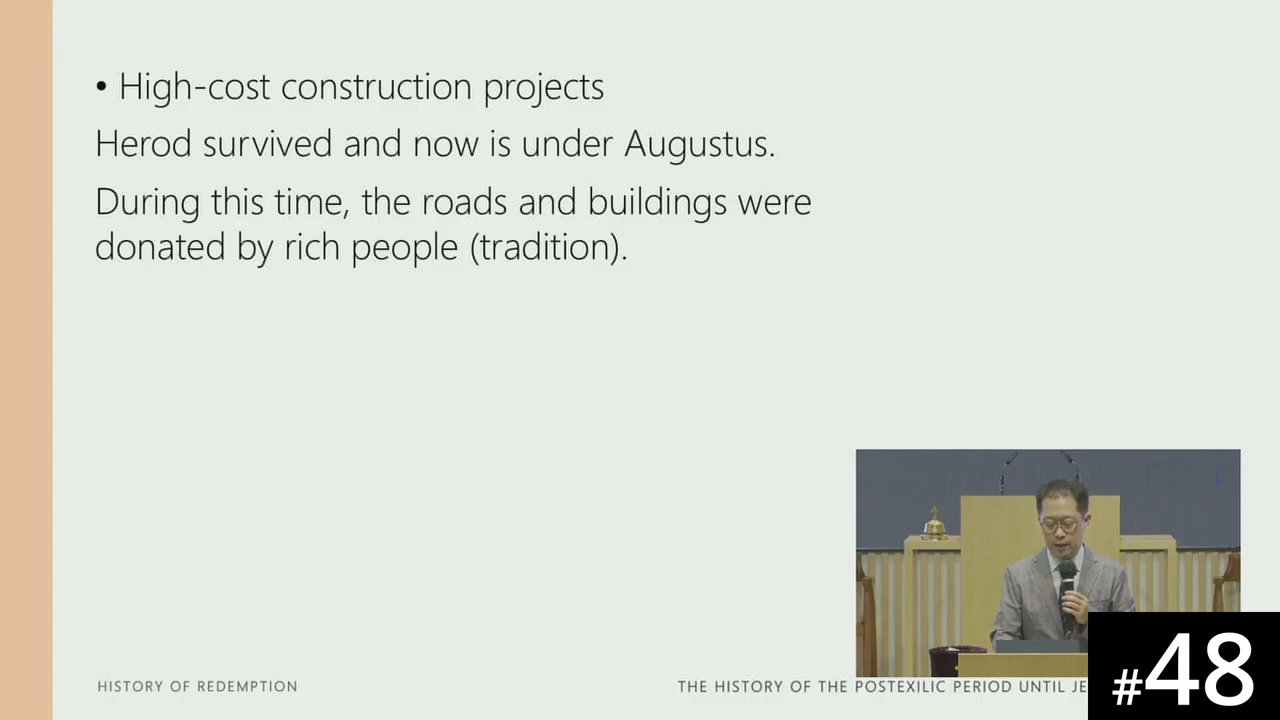 • High-cost construction projects
Herod survived and now is under Augustus.
During this time, the roads and buildings were
donated by rich people (tradition).
HISTORY OF REDEMPTION
THE HISTORY OF THE POSTEXILIC PERIOD UNTIL
#48